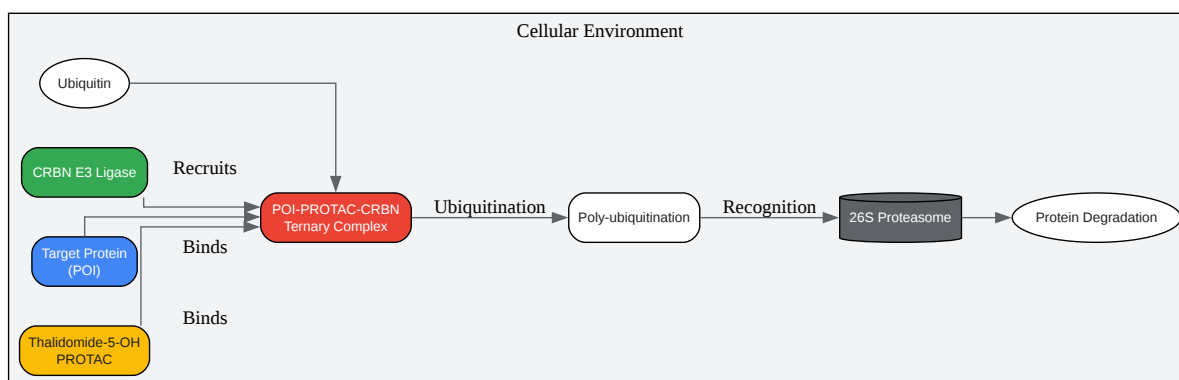 Cellular Environment
Ubiquitin
CRBN E3 Ligase
Recruits
POI-PROTAC-CRBN
Ternary Complex
Ubiquitination
Poly-ubiquitination
Recognition
26S Proteasome
Protein Degradation
Target Protein
(POI)
Binds
Thalidomide-5-OH
PROTAC
Binds